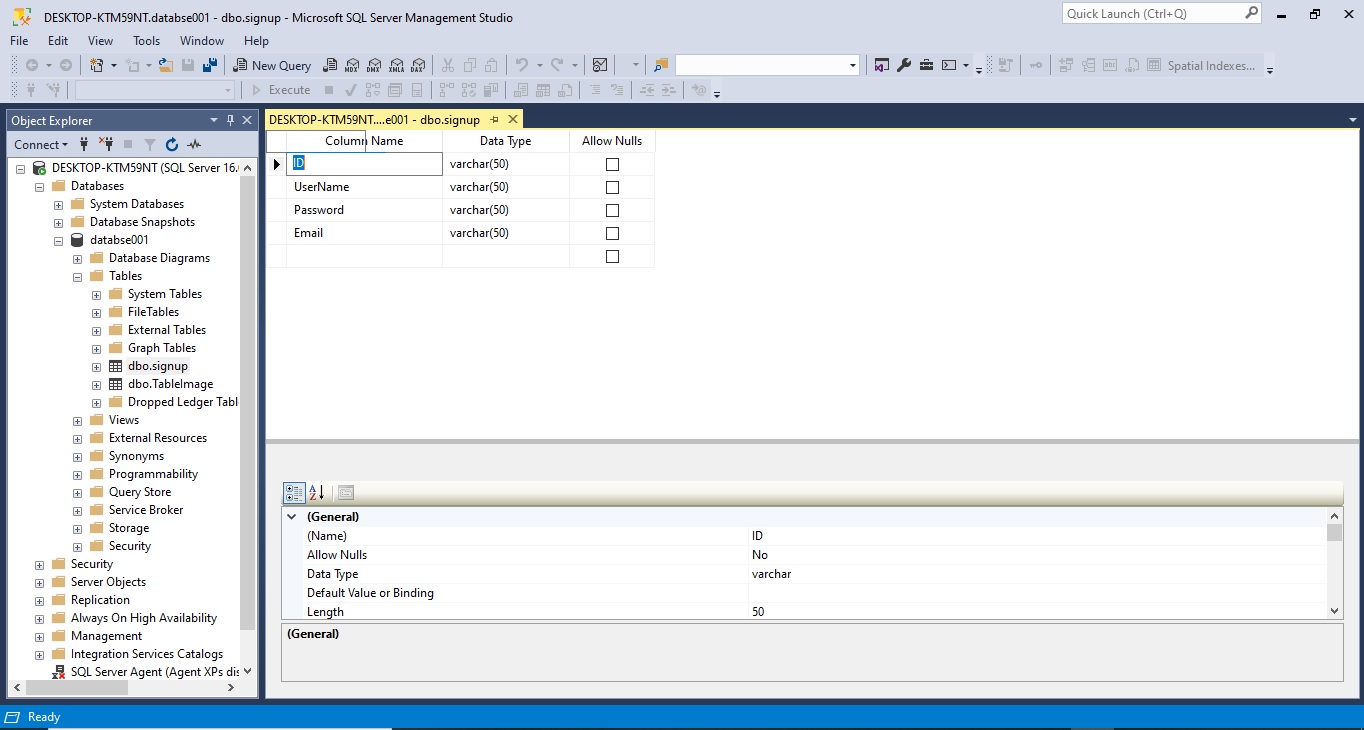 DESKTOP-KTM59NT.databse001 - dbo.signup - Microsoft SQL Server Management Studio
Quick Launch (Ctrl+Q)
File Edit View Tools Window Help
New Query
MDX DMX XMLA DAX
Spatial Indexes...
Execute
Object Explorer
Connect
DESKTOP-KTM59NT (SQL Server 16.
Databases
System Databases
Database Snapshots
databse001
Database Diagrams
Tables
System Tables
FileTables
External Tables
Graph Tables
dbo.signup
dbo.TableImage
Dropped Ledger Tabl
Views
External Resources
Synonyms
Programmability
Query Store
Service Broker
Storage
Security
Security
Server Objects
Replication
Always On High Availability
Management
Integration Services Catalogs
SQL Server Agent (Agent XPs dis
DESKTOP-KTM59NT....e001 - dbo.signup
Column Name Data Type Allow Nulls
ID varchar(50)
UserName varchar(50)
Password varchar(50)
Email varchar(50)
(General)
(Name) ID
Allow Nulls No
Data Type varchar
Default Value or Binding
Length 50
(General)
Ready